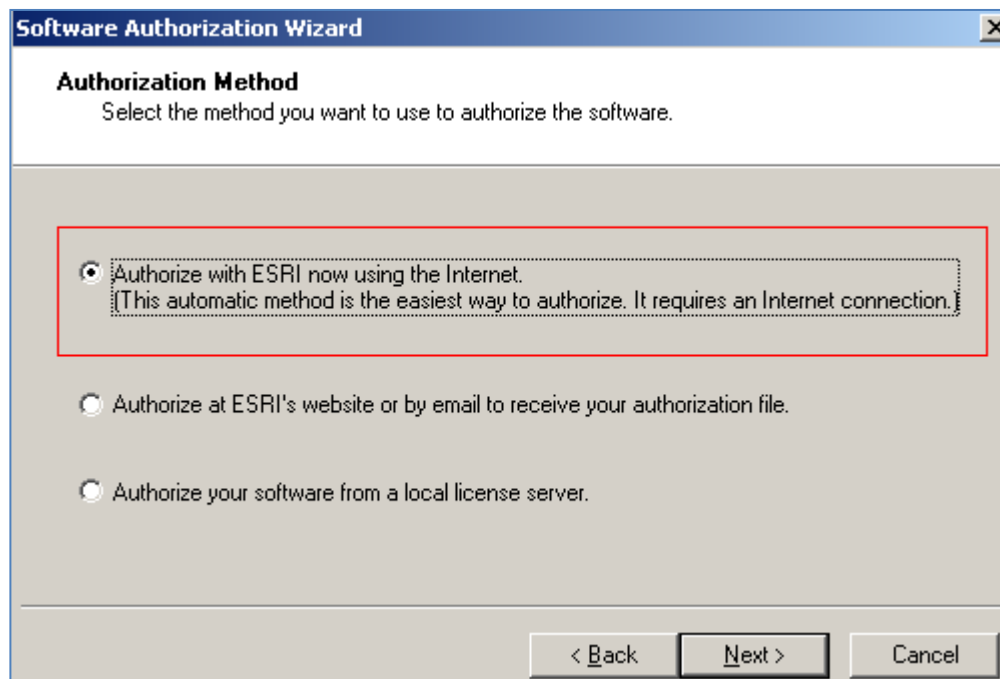 Software Authorization Wizard
Authorization Method
Select the method you want to use to authorize the software.
Authorize with ESRI now using the Internet.
(This automatic method is the easiest way to authorize. It requires an Internet connection.)
Authorize at ESRI's website or by email to receive your authorization file.
Authorize your software from a local license server.
< Back Next > Cancel